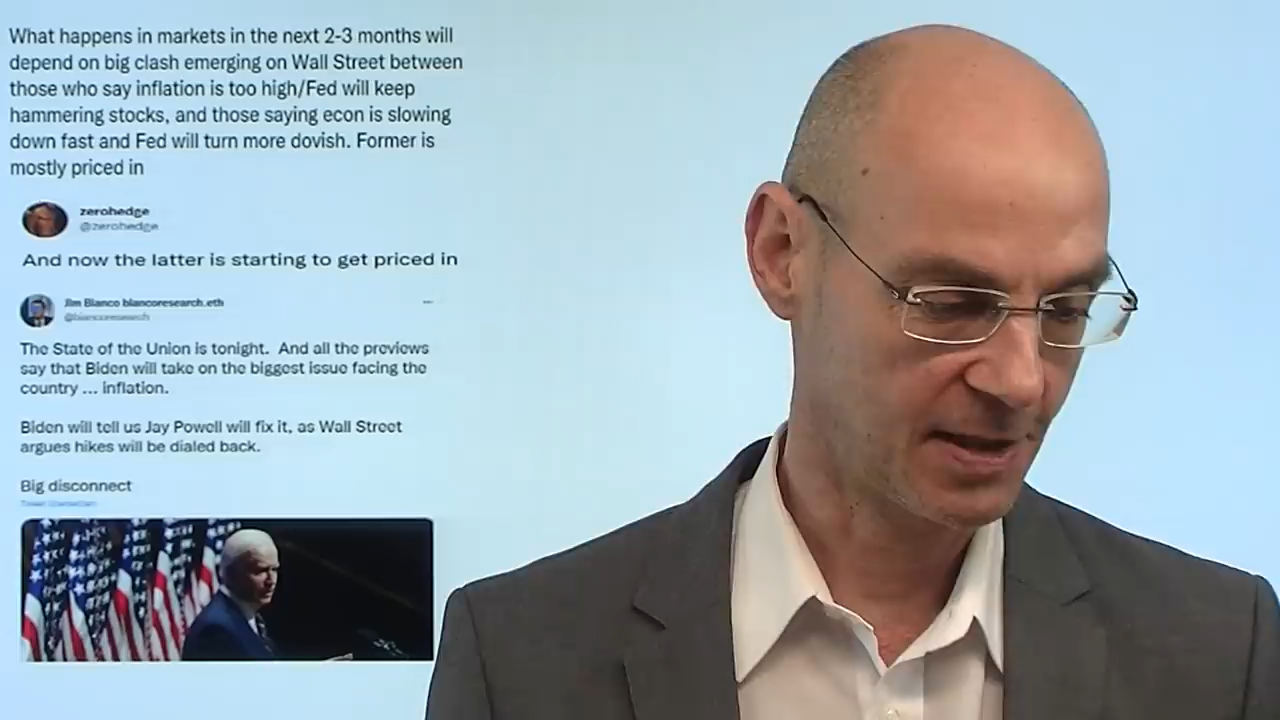 What happens in markets in the next 2-3 months will
depend on big clash emerging on Wall Street between
those who say inflation is too high/Fed will keep
hammering stocks, and those saying econ is slowing
down fast and Fed will turn more dovish. Former is
mostly priced in
zerohedge
@zerohedge
And now the latter is starting to get priced in
Jim Bianco biancoresearch.eth
@biancoresearch
The State of the Union is tonight. And all the previews
say that Biden will take on the biggest issue facing the
country ... inflation.
Biden will tell us Jay Powell will fix it, as Wall Street
argues hikes will be dialed back.
Big disconnect